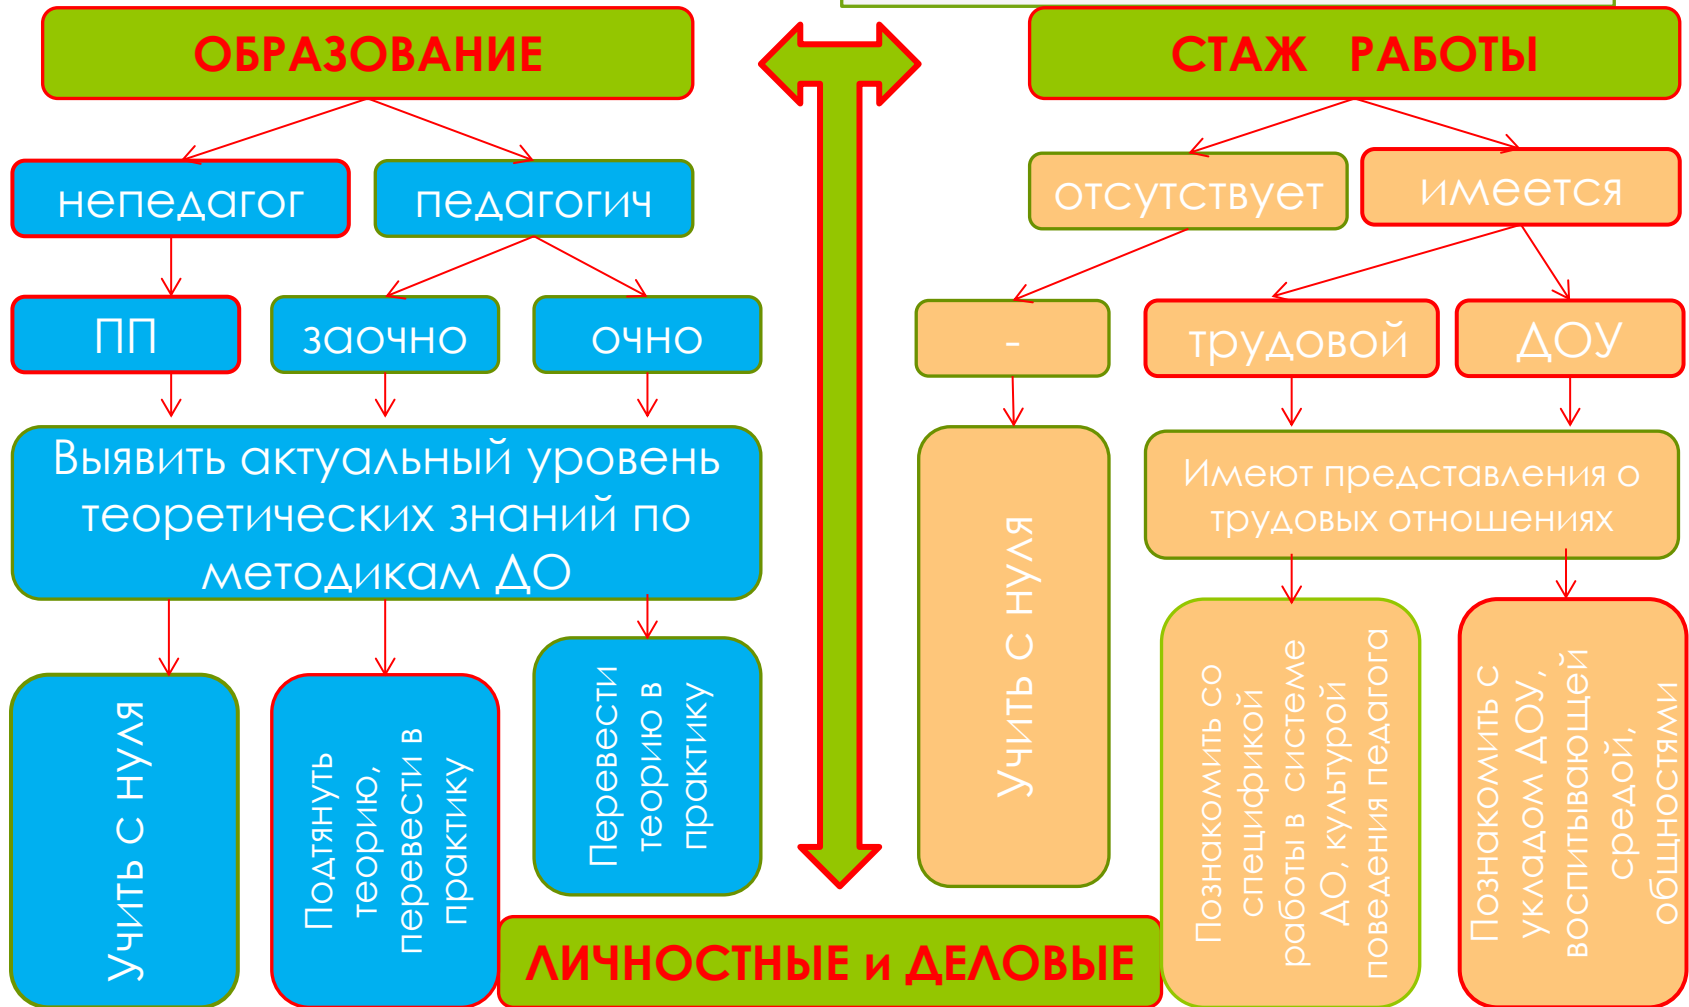 ОБРАЗОВАНИЕ
СТАЖ РАБОТЫ
непедагог
педагогич
отсутствует
имеется
ПП
заочно
очно
-
трудовой
ДОУ
Выявить актуальный уровень
теоретических знаний по
методикам ДО
Имеют представления о
трудовых отношениях
Учить с нуля
Подтянуть
теорию,
перевести в
практику
Перевести
теорию в
практику
Учить с нуля
Познакомить со
спецификой
работы в системе
ДО, культурой
поведения педагога
Познакомить с
укладом ДОУ,
воспитывающей
средой,
общностями
ЛИЧНОСТНЫЕ и ДЕЛОВЫЕ